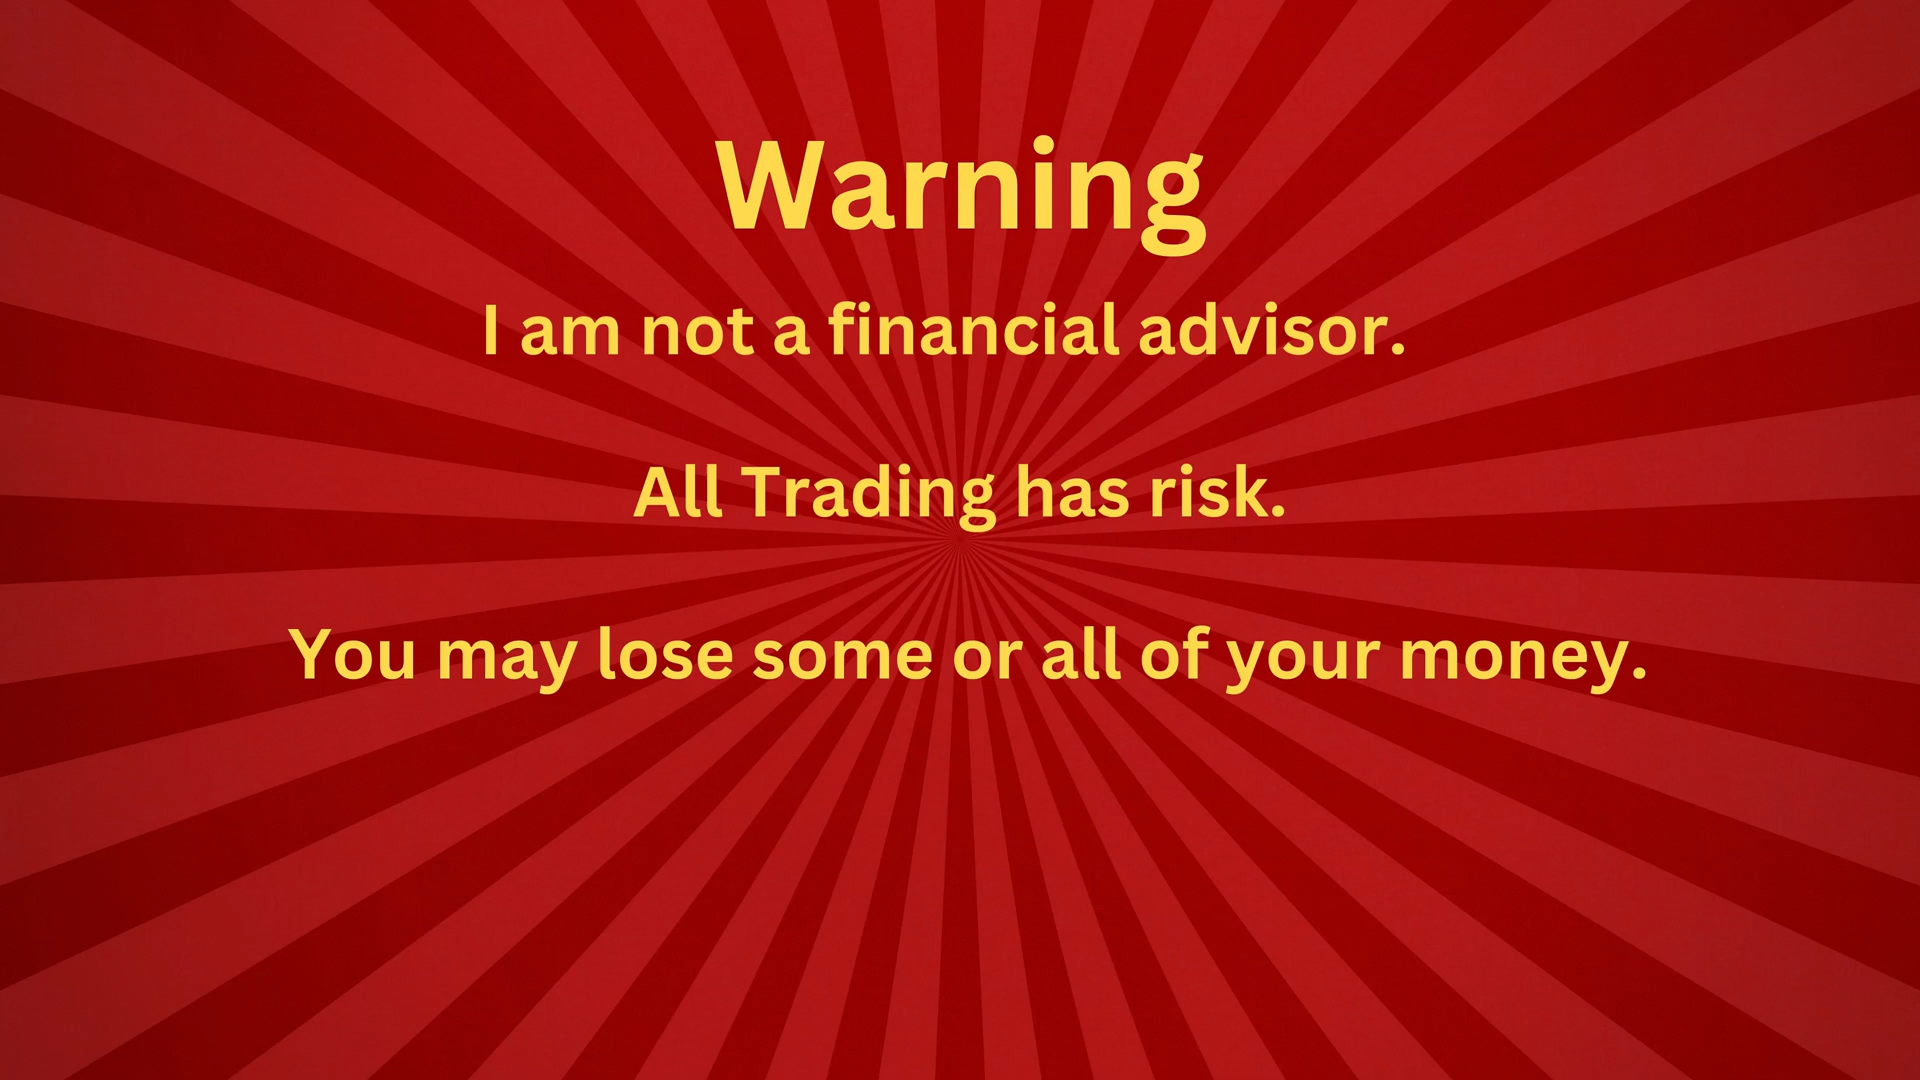 Warning
I am not a financial advisor.
All Trading has risk.
You may lose some or all of your money.